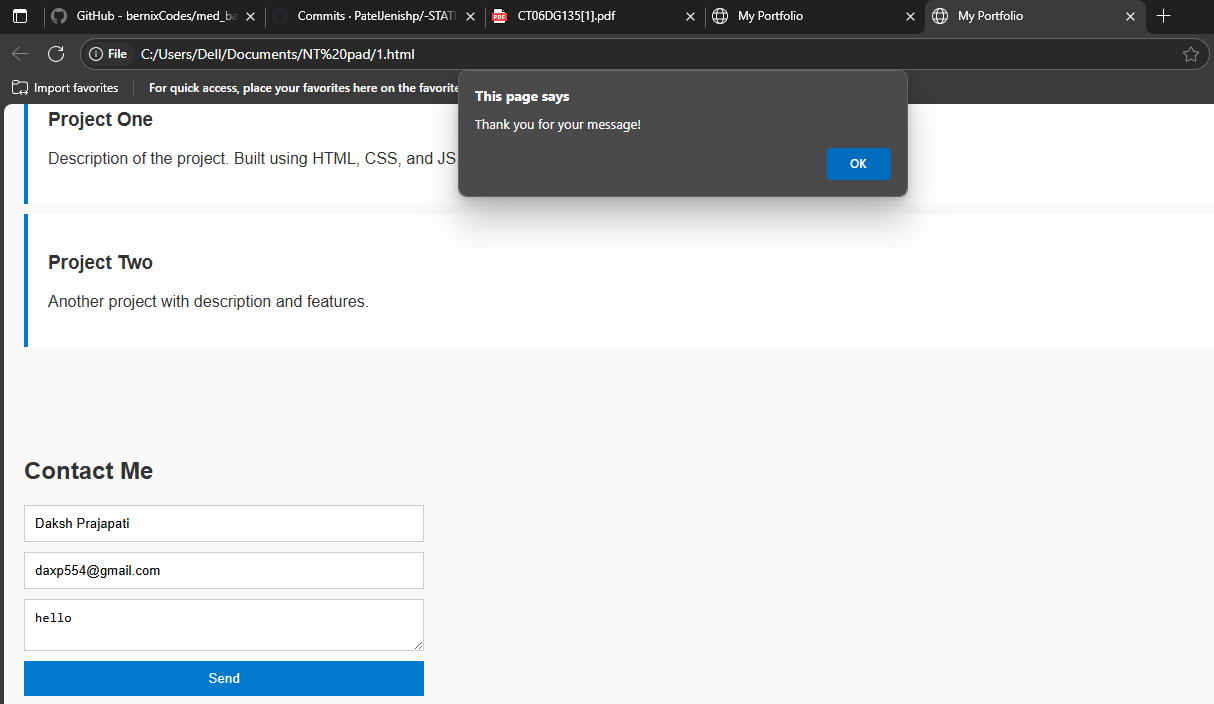 GitHub - bernixCodes/med_ba
Commits · PatelJenishp/-STATI
PDF
CT06DG135[1].pdf
My Portfolio
My Portfolio
File
C:/Users/Dell/Documents/NT%20pad/1.html
Import favorites
For quick access, place your favorites here on the favorite
This page says
Thank you for your message!
OK
Project One
Description of the project. Built using HTML, CSS, and JS
Project Two
Another project with description and features.
Contact Me
Daksh Prajapati
daxp554@gmail.com
hello
Send